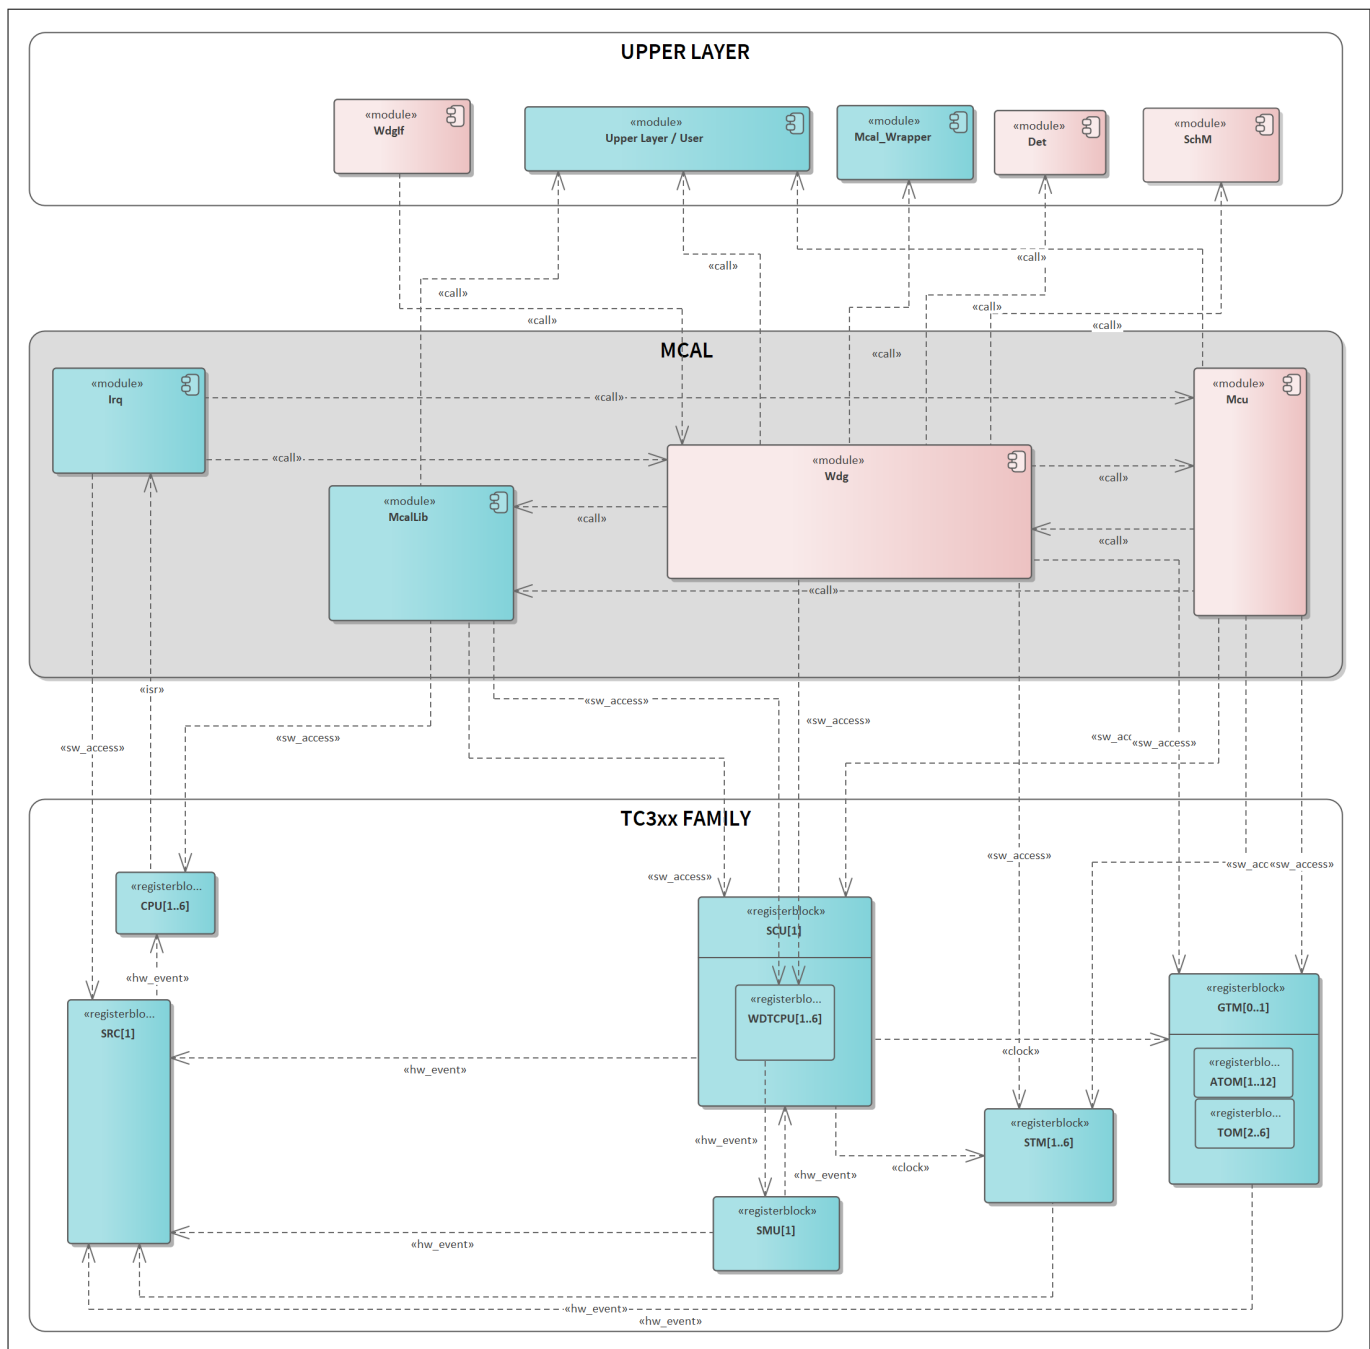 UPPER LAYER
«module»
WdgIf
«module»
Upper Layer / User
«module»
Mcal_Wrapper
«module»
Det
«module»
SchM
«call»
«call»
«call»
«call»
«call»
«call»
«call»
MCAL
«module»
Irq
«call»
«module»
Mcu
«call»
«module»
Wdg
«call»
«module»
McalLib
«call»
«call»
«call»
«isr»
«sw_access»
«sw_access»
«sw_access»
«sw_access»
«sw_acc
«sw_access»
TC3xx FAMILY
«sw_access»
«sw_access»
«sw_acc
«sw_access»
«registerblo...
CPU[1..6]
«registerblock»
SCU[1]
«hw_event»
«registerblo...
SRC[1]
«registerblo...
WDTCPU[1..6]
«registerblock»
GTM[0..1]
«hw_event»
«clock»
«registerblo...
ATOM[1..12]
«registerblo...
TOM[2..6]
«registerblock»
STM[1..6]
«hw_event»
«hw_event»
«clock»
«registerblock»
SMU[1]
«hw_event»
«hw_event»
«hw_event»